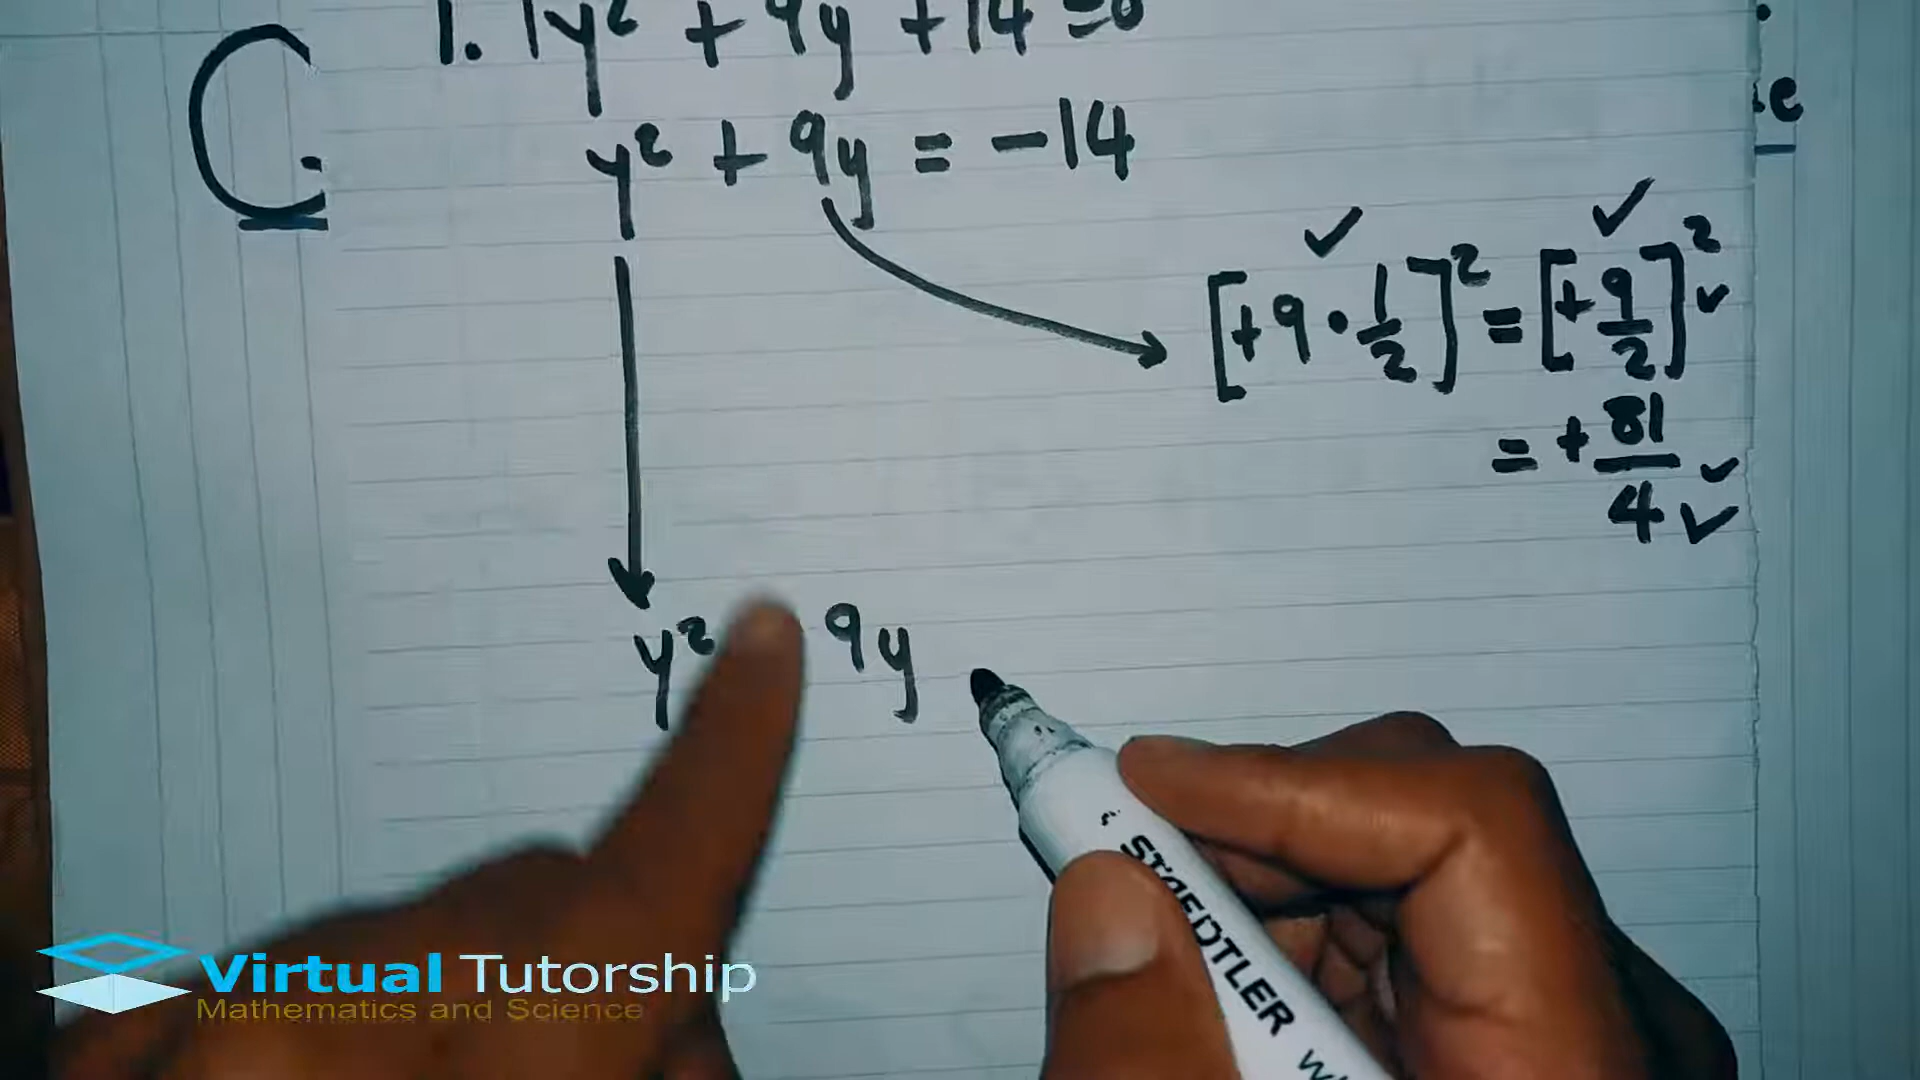 1. 1y² + 9y + 14 = 0
C.
y² + 9y = -14
e
[+9 · 1/2]² = [+9/2]²
= +81/4
y² 9y
STAEDTLER
Virtual Tutorship
Mathematics and Science